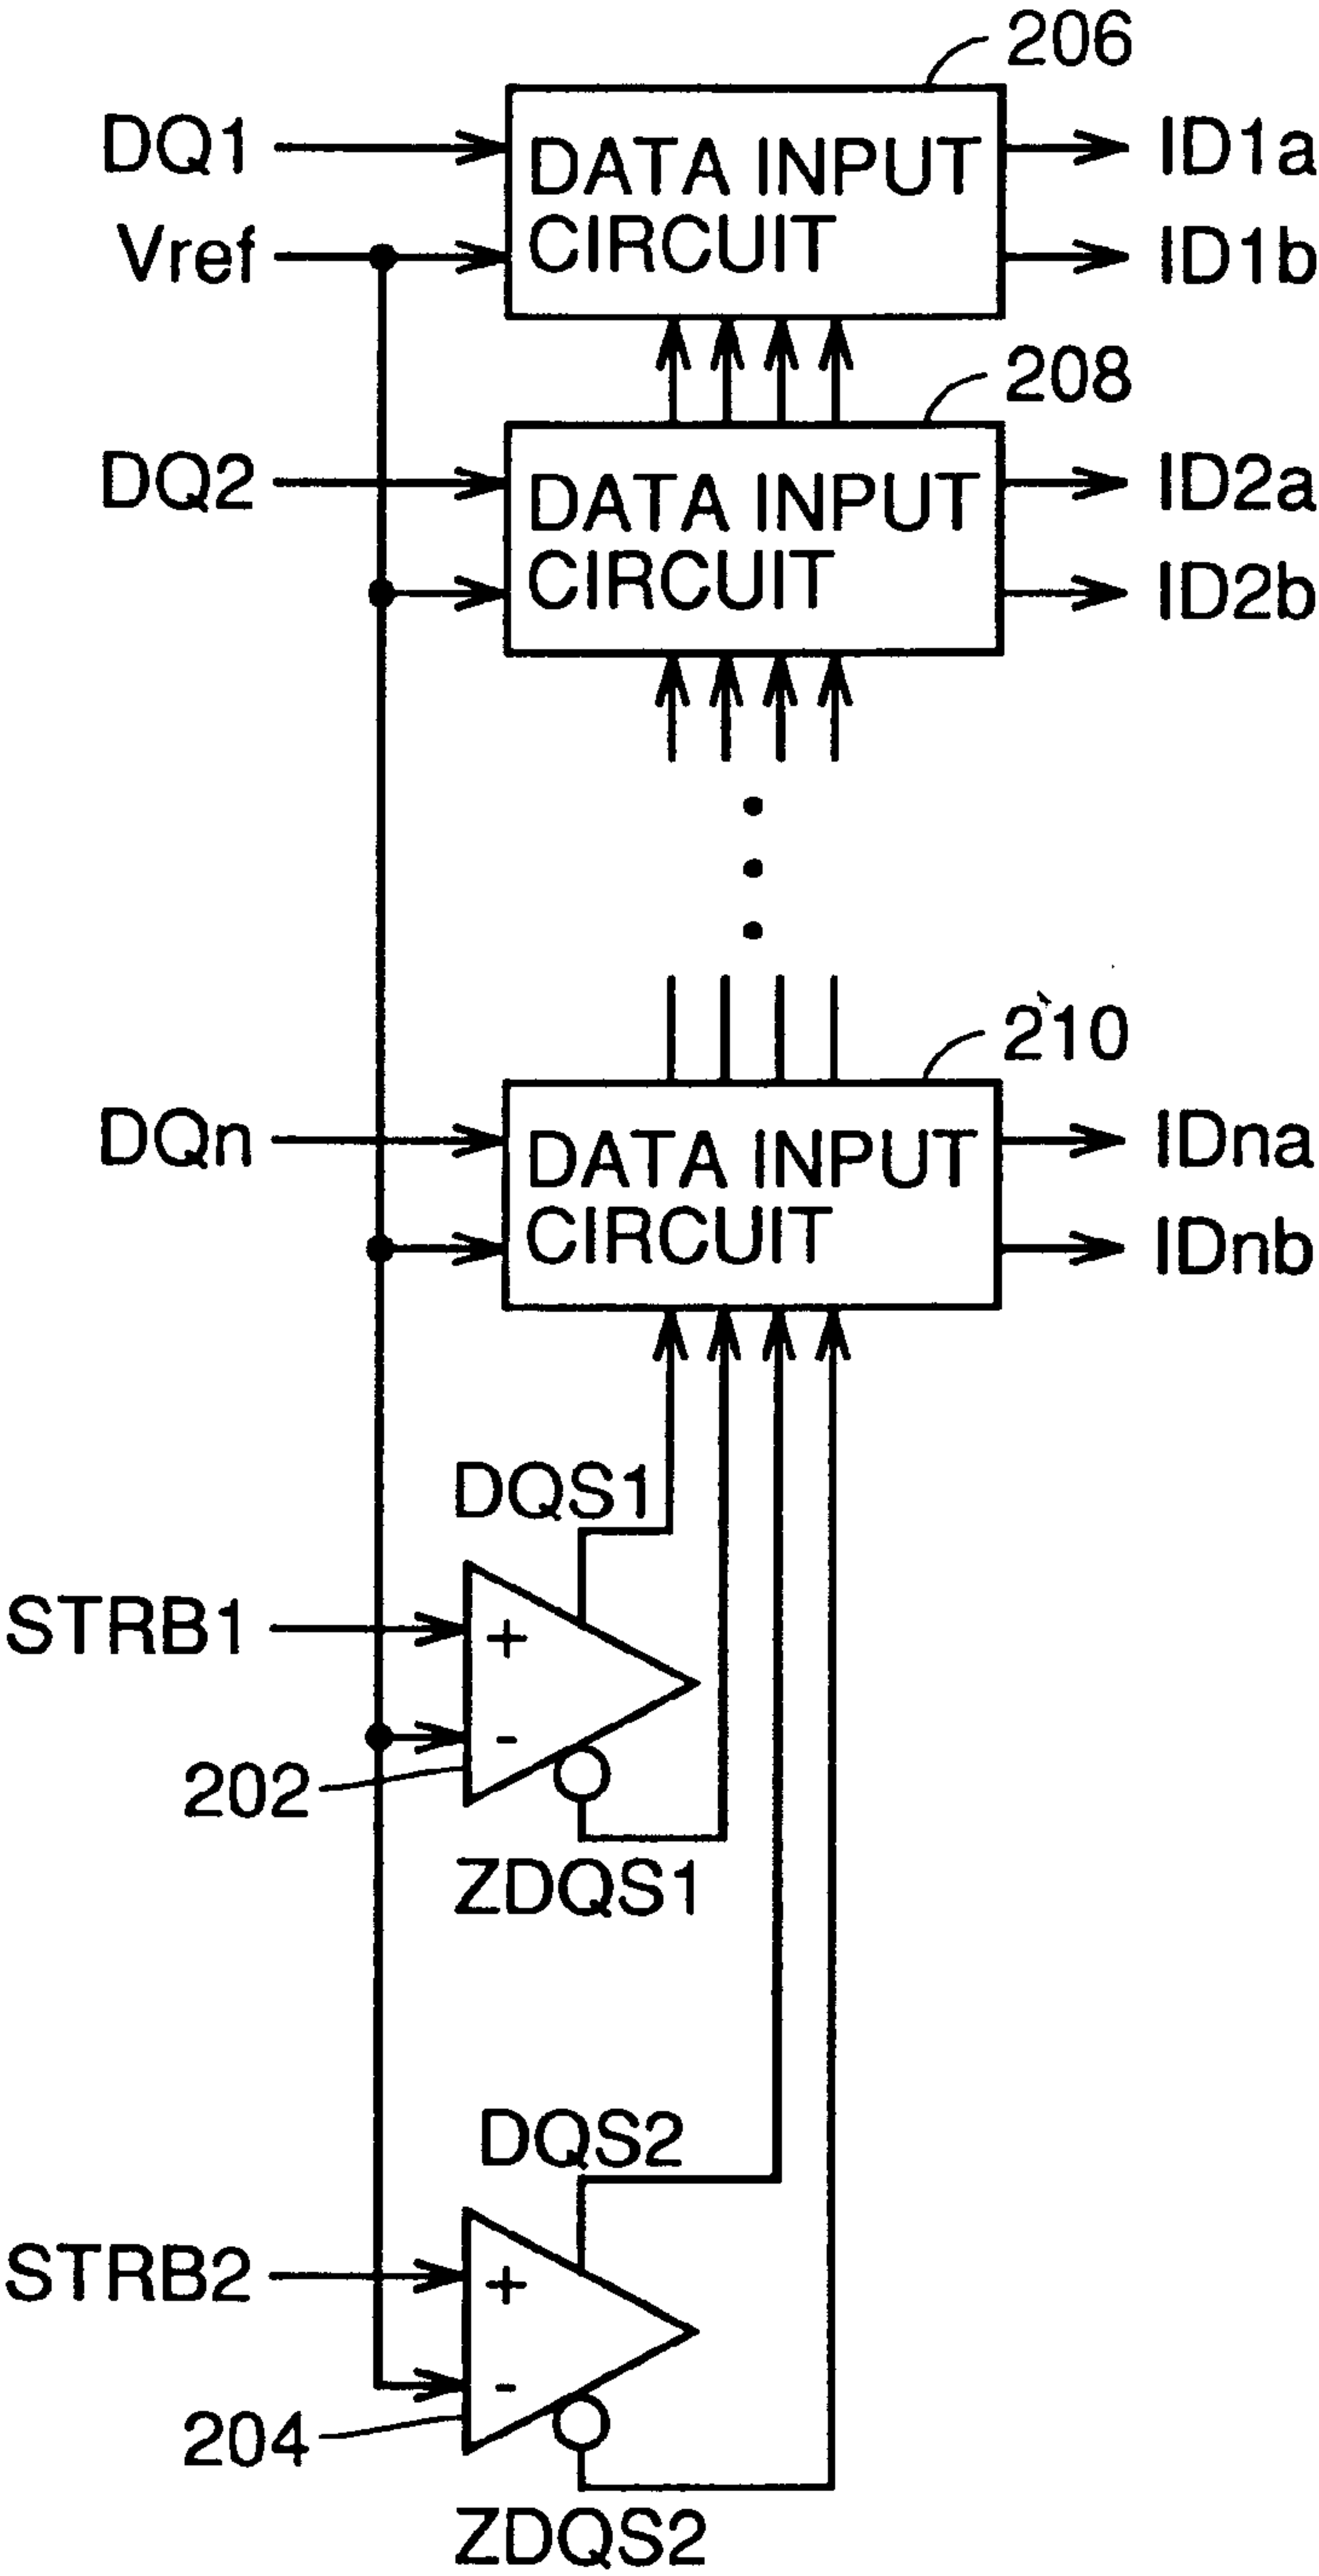 206
DQ1
DATA INPUT
CIRCUIT
ID1a
Vref
ID1b
208
DQ2
DATA INPUT
CIRCUIT
ID2a
ID2b
210
DQn
DATA INPUT
CIRCUIT
IDna
IDnb
DQS1
STRB1
+
-
202
ZDQS1
DQS2
STRB2
+
-
204
ZDQS2